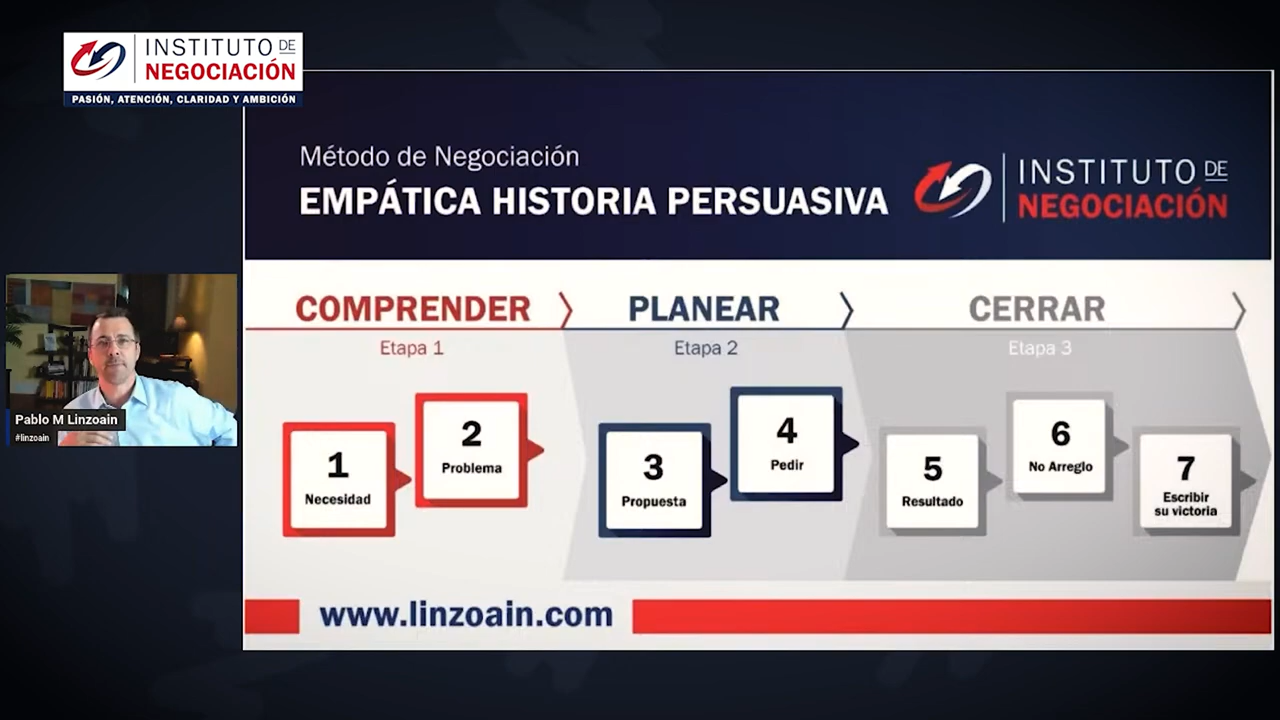 INSTITUTO DE
NEGOCIACIÓN
PASIÓN, ATENCIÓN, CLARIDAD Y AMBICIÓN
Método de Negociación
EMPÁTICA HISTORIA PERSUASIVA
INSTITUTO DE
NEGOCIACIÓN
COMPRENDER
PLANEAR
CERRAR
Etapa 1
Etapa 2
Etapa 3
1
Necesidad
2
Problema
3
Propuesta
4
Pedir
5
Resultado
6
No Arreglo
7
Escribir
su victoria
Pablo M Linzoain
#linzoain
www.linzoain.com